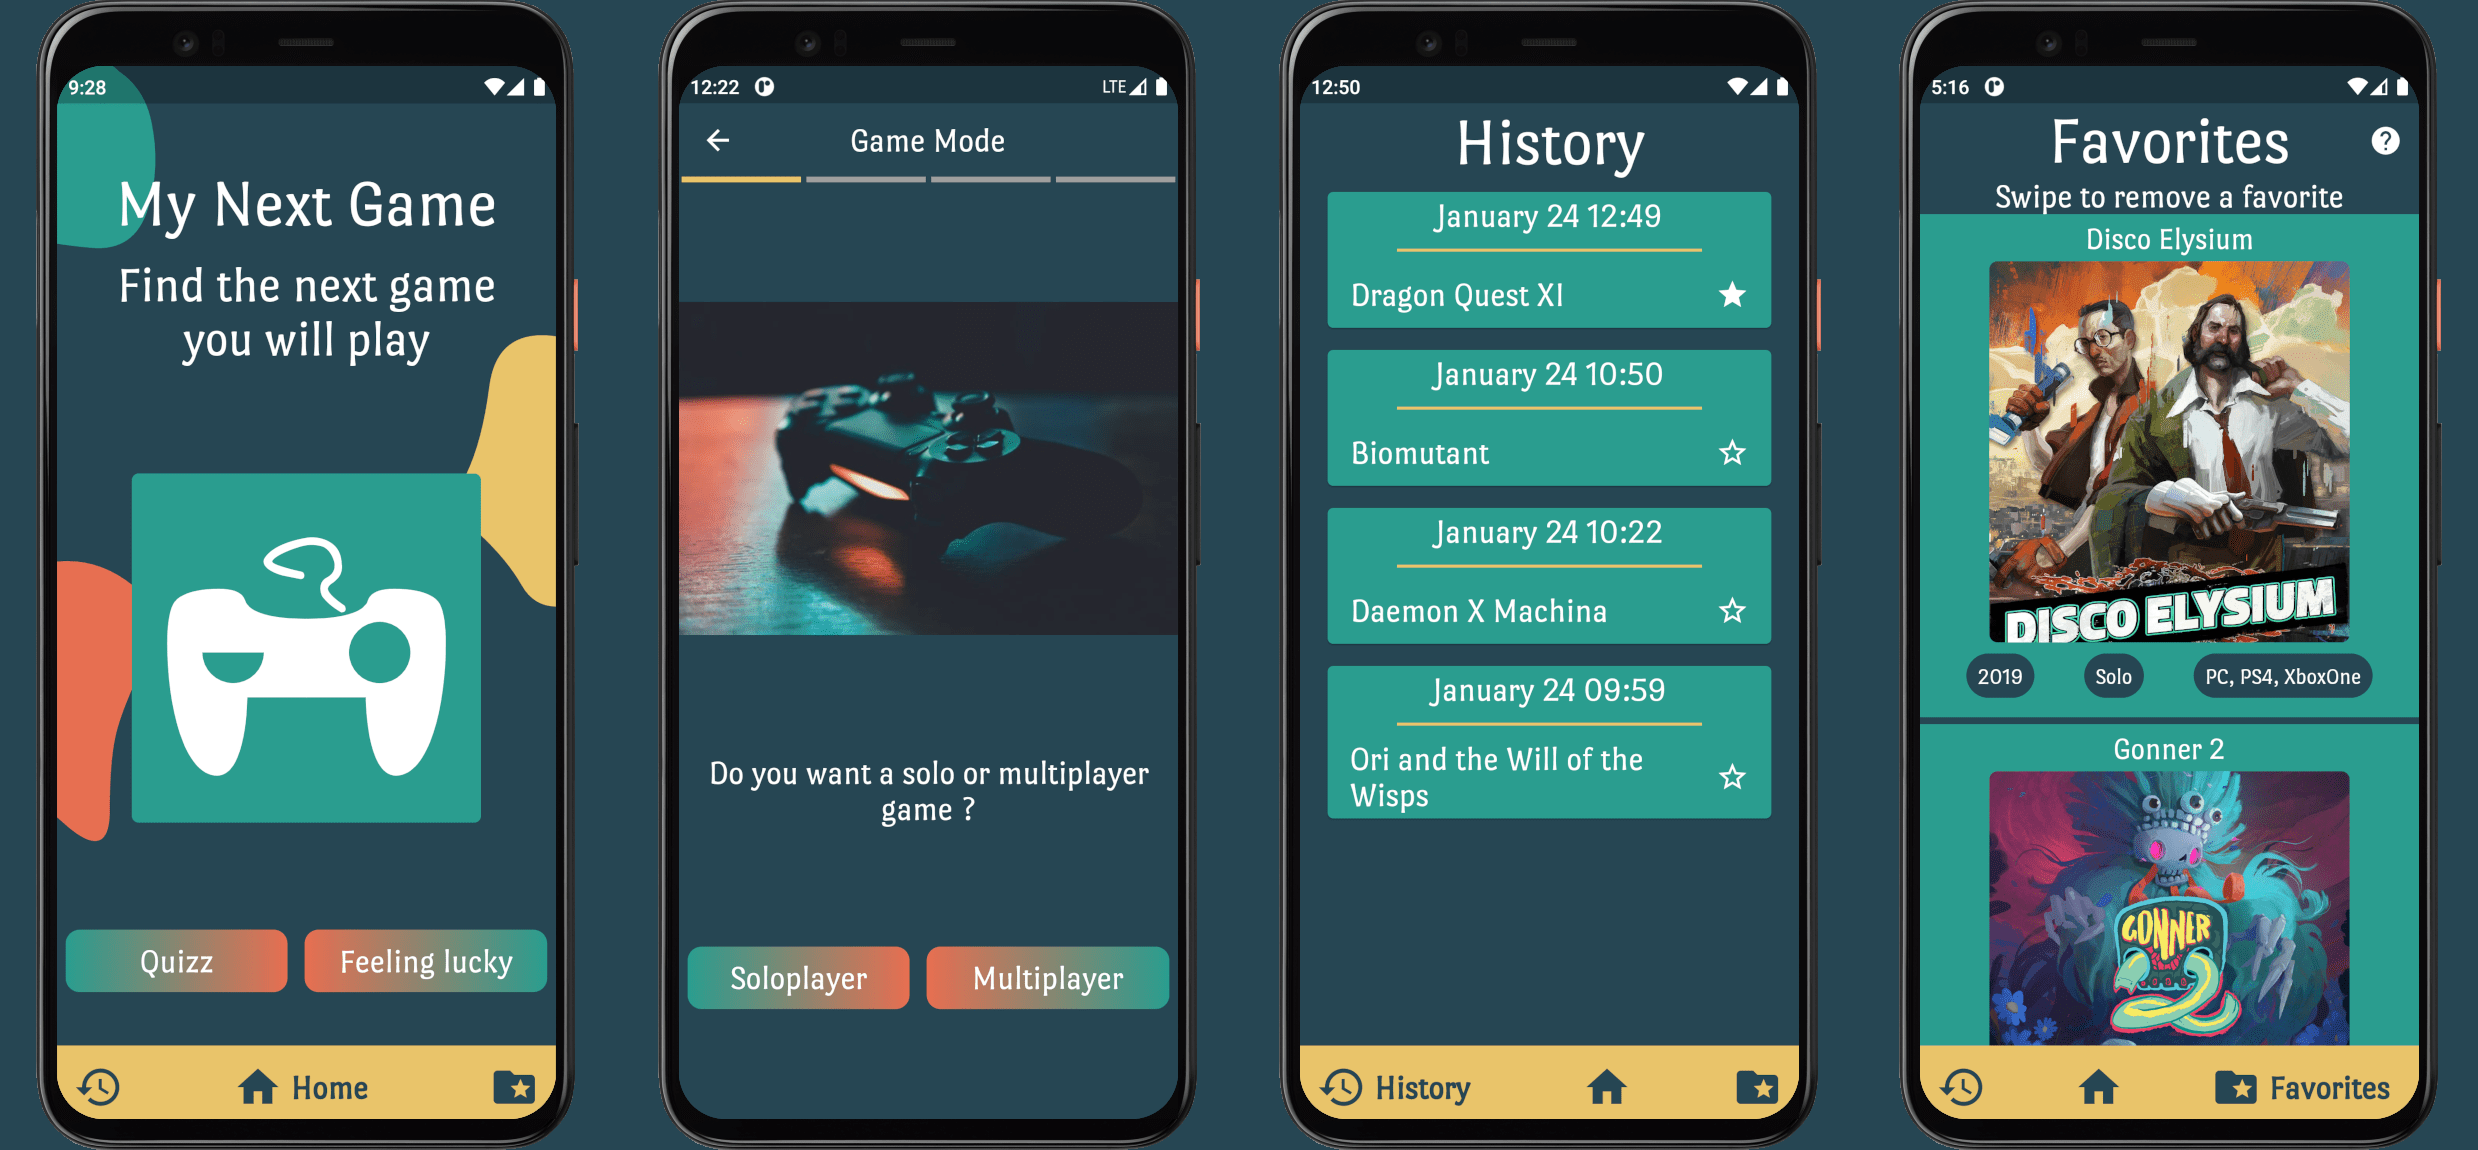 9:28
My Next Game
Find the next game
you will play
Quizz
Feeling lucky
Home
12:22
LTE
Game Mode
Do you want a solo or multiplayer
game ?
Soloplayer
Multiplayer
12:50
History
January 24 12:49
Dragon Quest XI
January 24 10:50
Biomutant
January 24 10:22
Daemon X Machina
January 24 09:59
Ori and the Will of the
Wisps
History
5:16
Favorites
?
Swipe to remove a favorite
Disco Elysium
DISCO ELYSIUM
2019
Solo
PC, PS4, XboxOne
Gonner 2
GONNER
Favorites